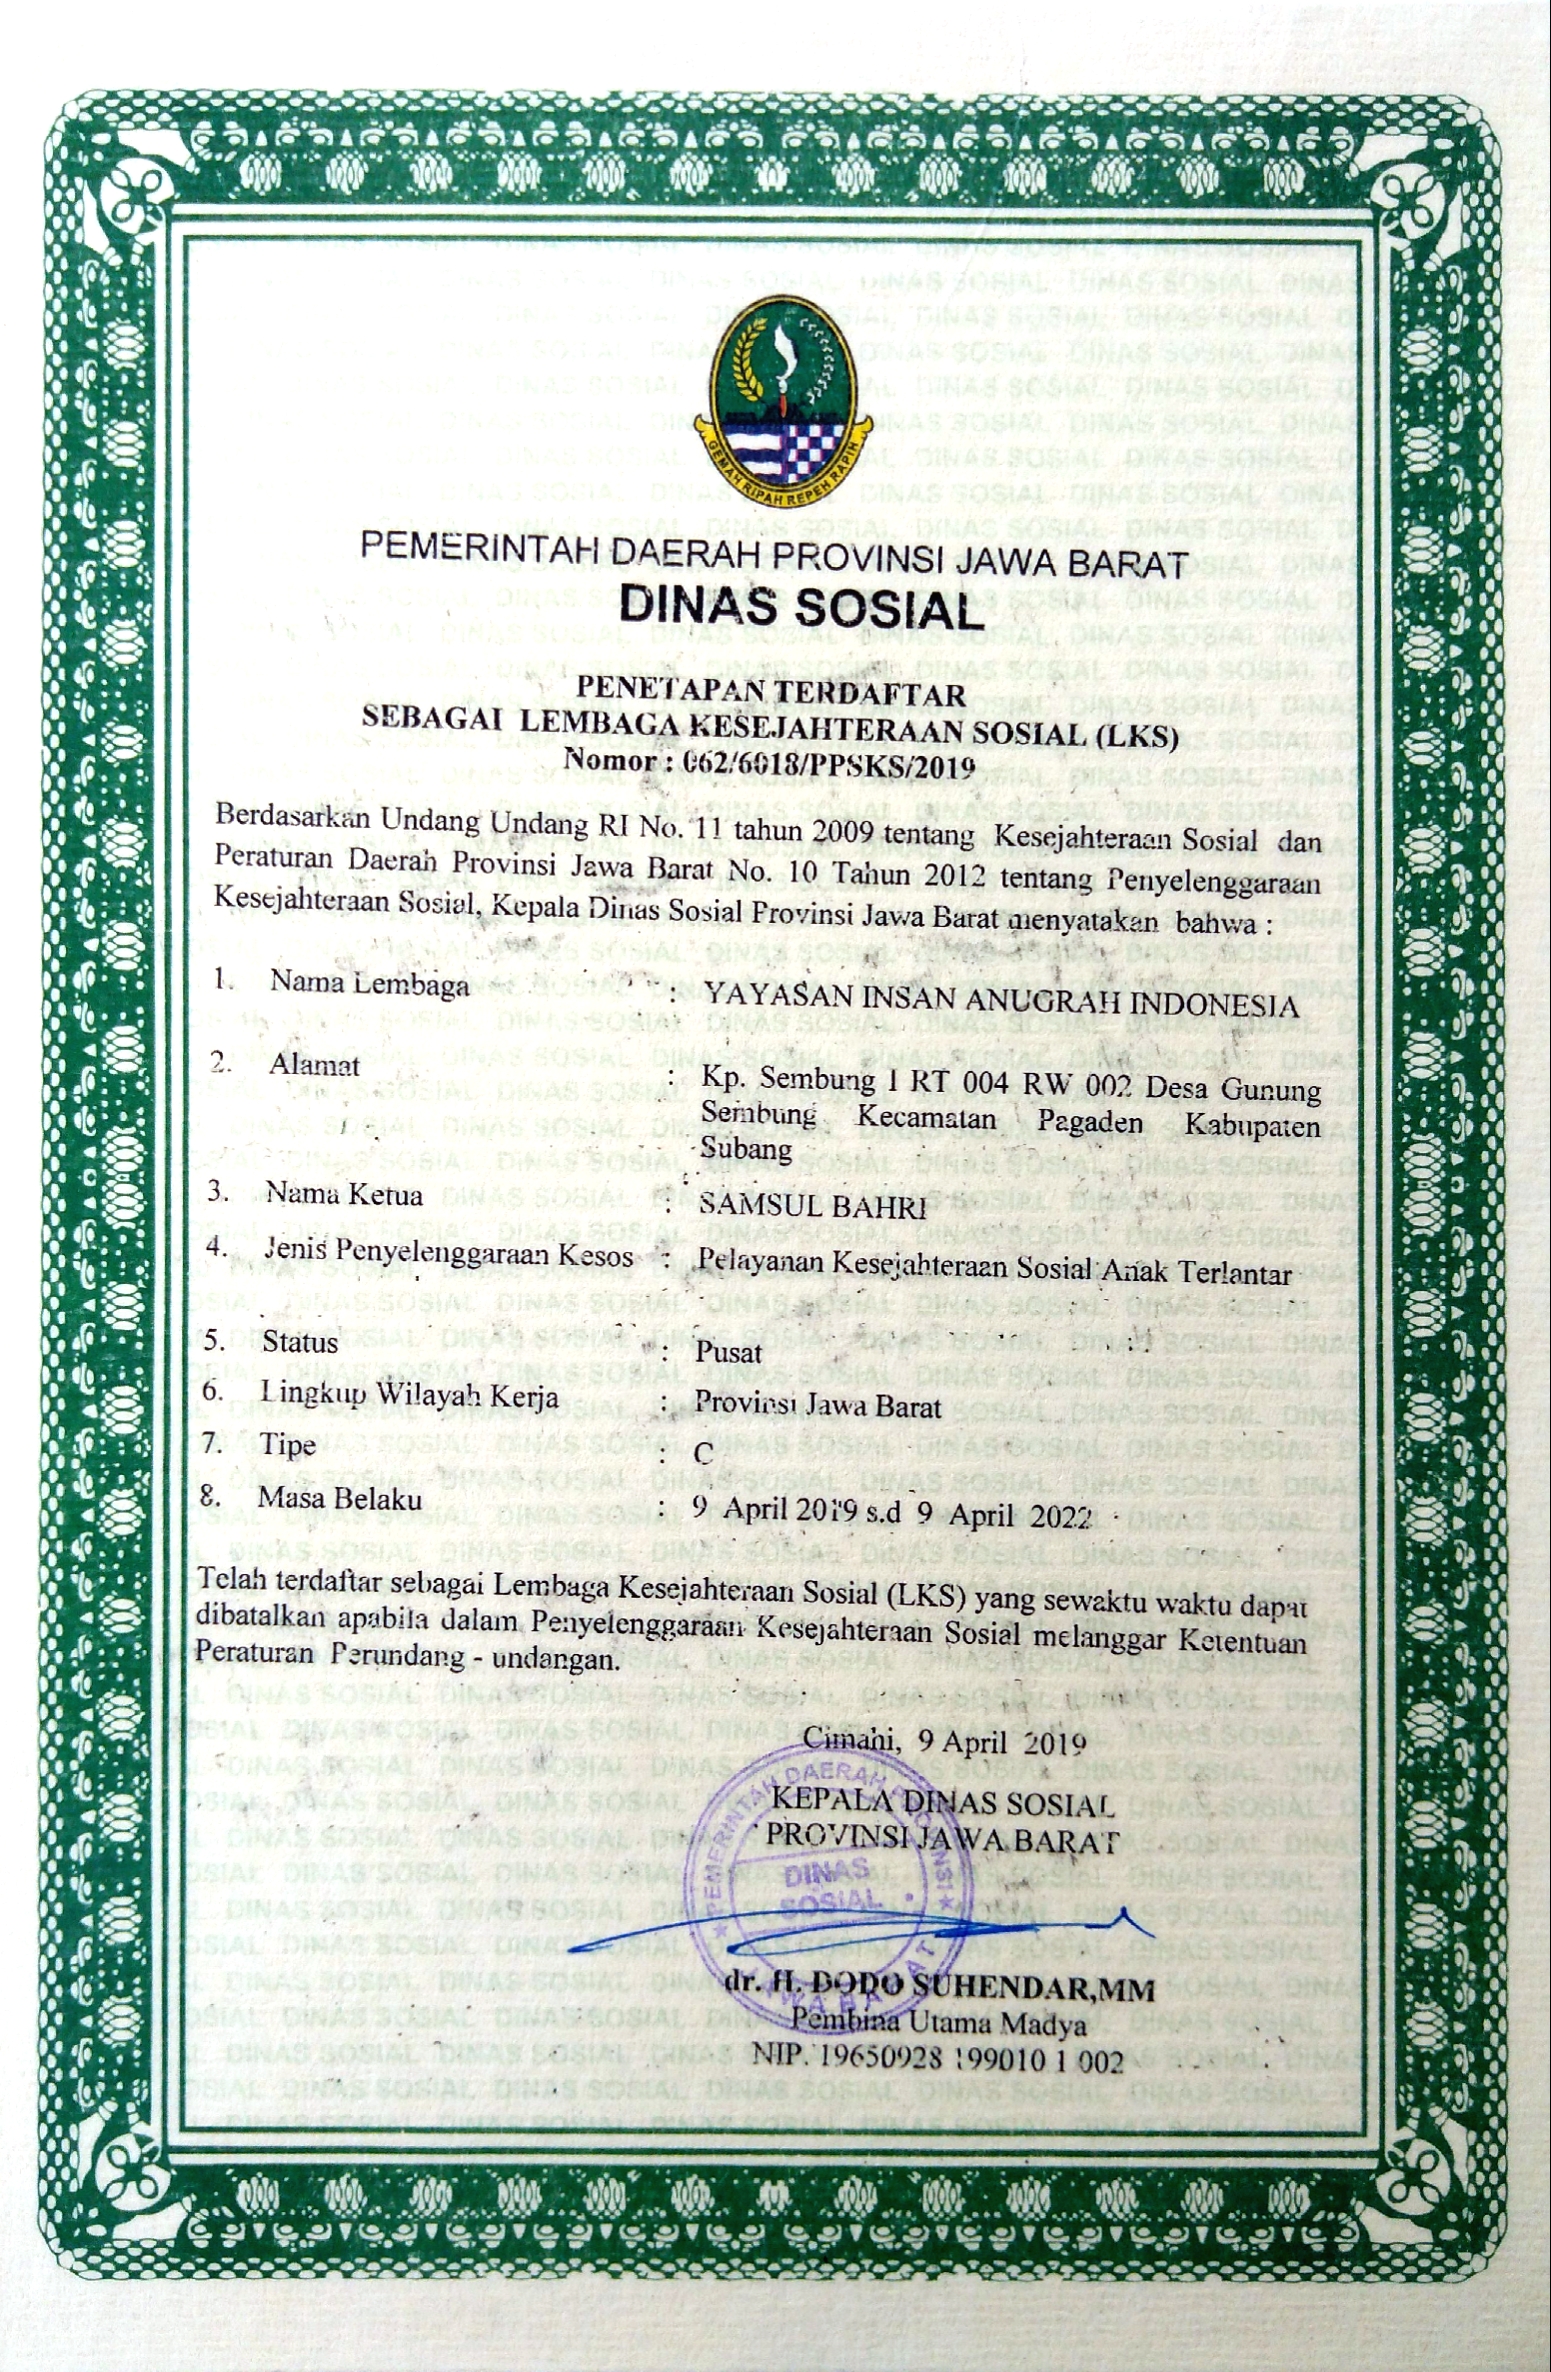 GEMAH RIPAH REPEH RAPIH
PEMERINTAH DAERAH PROVINSI JAWA BARAT
DINAS SOSIAL
PENETAPAN TERDAFTAR
SEBAGAI LEMBAGA KESEJAHTERAAN SOSIAL (LKS)
Nomor : 062/6018/PPSKS/2019
Berdasarkan Undang Undang RI No. 11 tahun 2009 tentang Kesejahteraan Sosial dan
Peraturan Daerah Provinsi Jawa Barat No. 10 Tahun 2012 tentang Penyelenggaraan
Kesejahteraan Sosial, Kepala Dinas Sosial Provinsi Jawa Barat menyatakan bahwa :
1. Nama Lembaga : YAYASAN INSAN ANUGRAH INDONESIA
2. Alamat : Kp. Sembung I RT 004 RW 002 Desa Gunung
Sembung Kecamatan Pagaden Kabupaten
Subang
3. Nama Ketua : SAMSUL BAHRI
4. Jenis Penyelenggaraan Kesos : Pelayanan Kesejahteraan Sosial Anak Terlantar
5. Status : Pusat
6. Lingkup Wilayah Kerja : Provinsi Jawa Barat
7. Tipe : C
8. Masa Belaku : 9 April 2019 s.d 9 April 2022
Telah terdaftar sebagai Lembaga Kesejahteraan Sosial (LKS) yang sewaktu waktu dapat
dibatalkan apabila dalam Penyelenggaraan Kesejahteraan Sosial melanggar Ketentuan
Peraturan Perundang - undangan.
Cimahi, 9 April 2019
KEPALA DINAS SOSIAL
PROVINSI JAWA BARAT
PEMERINTAH DAERAH PROVINSI
DINAS
SOSIAL
JAWA BARAT
dr. H. DODO SUHENDAR,MM
Pembina Utama Madya
NIP. 19650928 199010 1 002